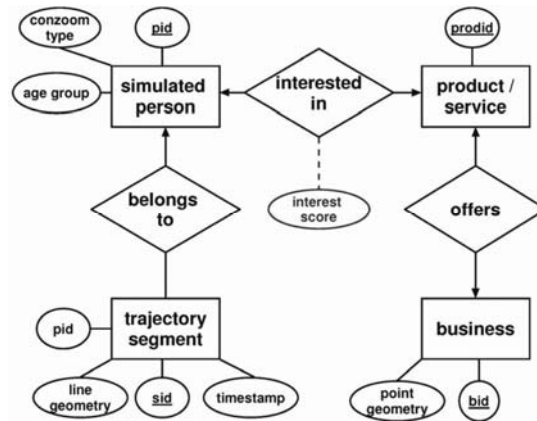 conzoom
type
pid
prodid
age group
simulated
person
interested
in
product /
service
belongs
to
interest
score
offers
pid
trajectory
segment
business
line
geometry
sid
timestamp
point
geometry
bid